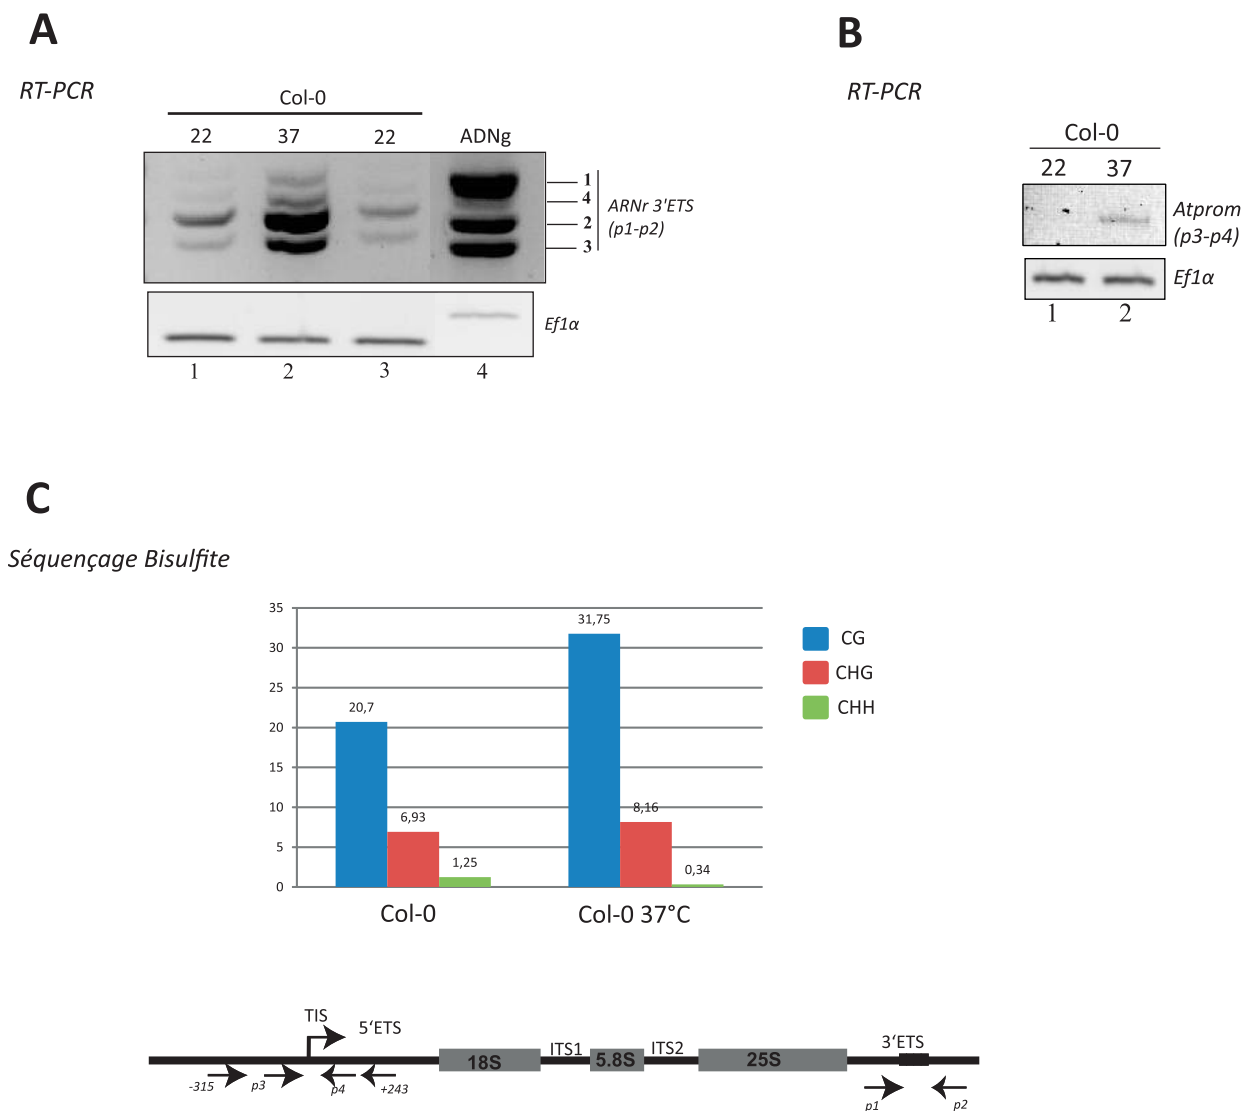 A
RT-PCR
Col-0
22 37 22 ADNg
1
4
2
3
ARNr 3'ETS
(p1-p2)
Ef1α
1 2 3 4
B
RT-PCR
Col-0
22 37
Atprom
(p3-p4)
Ef1α
1 2
C
Séquençage Bisulfite
35
30
25
20
15
10
5
0
20,7
6,93
1,25
31,75
8,16
0,34
Col-0
Col-0 37°C
CG
CHG
CHH
TIS
5'ETS
18S
ITS1
5.8S
ITS2
25S
3'ETS
-315
p3
p4
+243
p1
p2